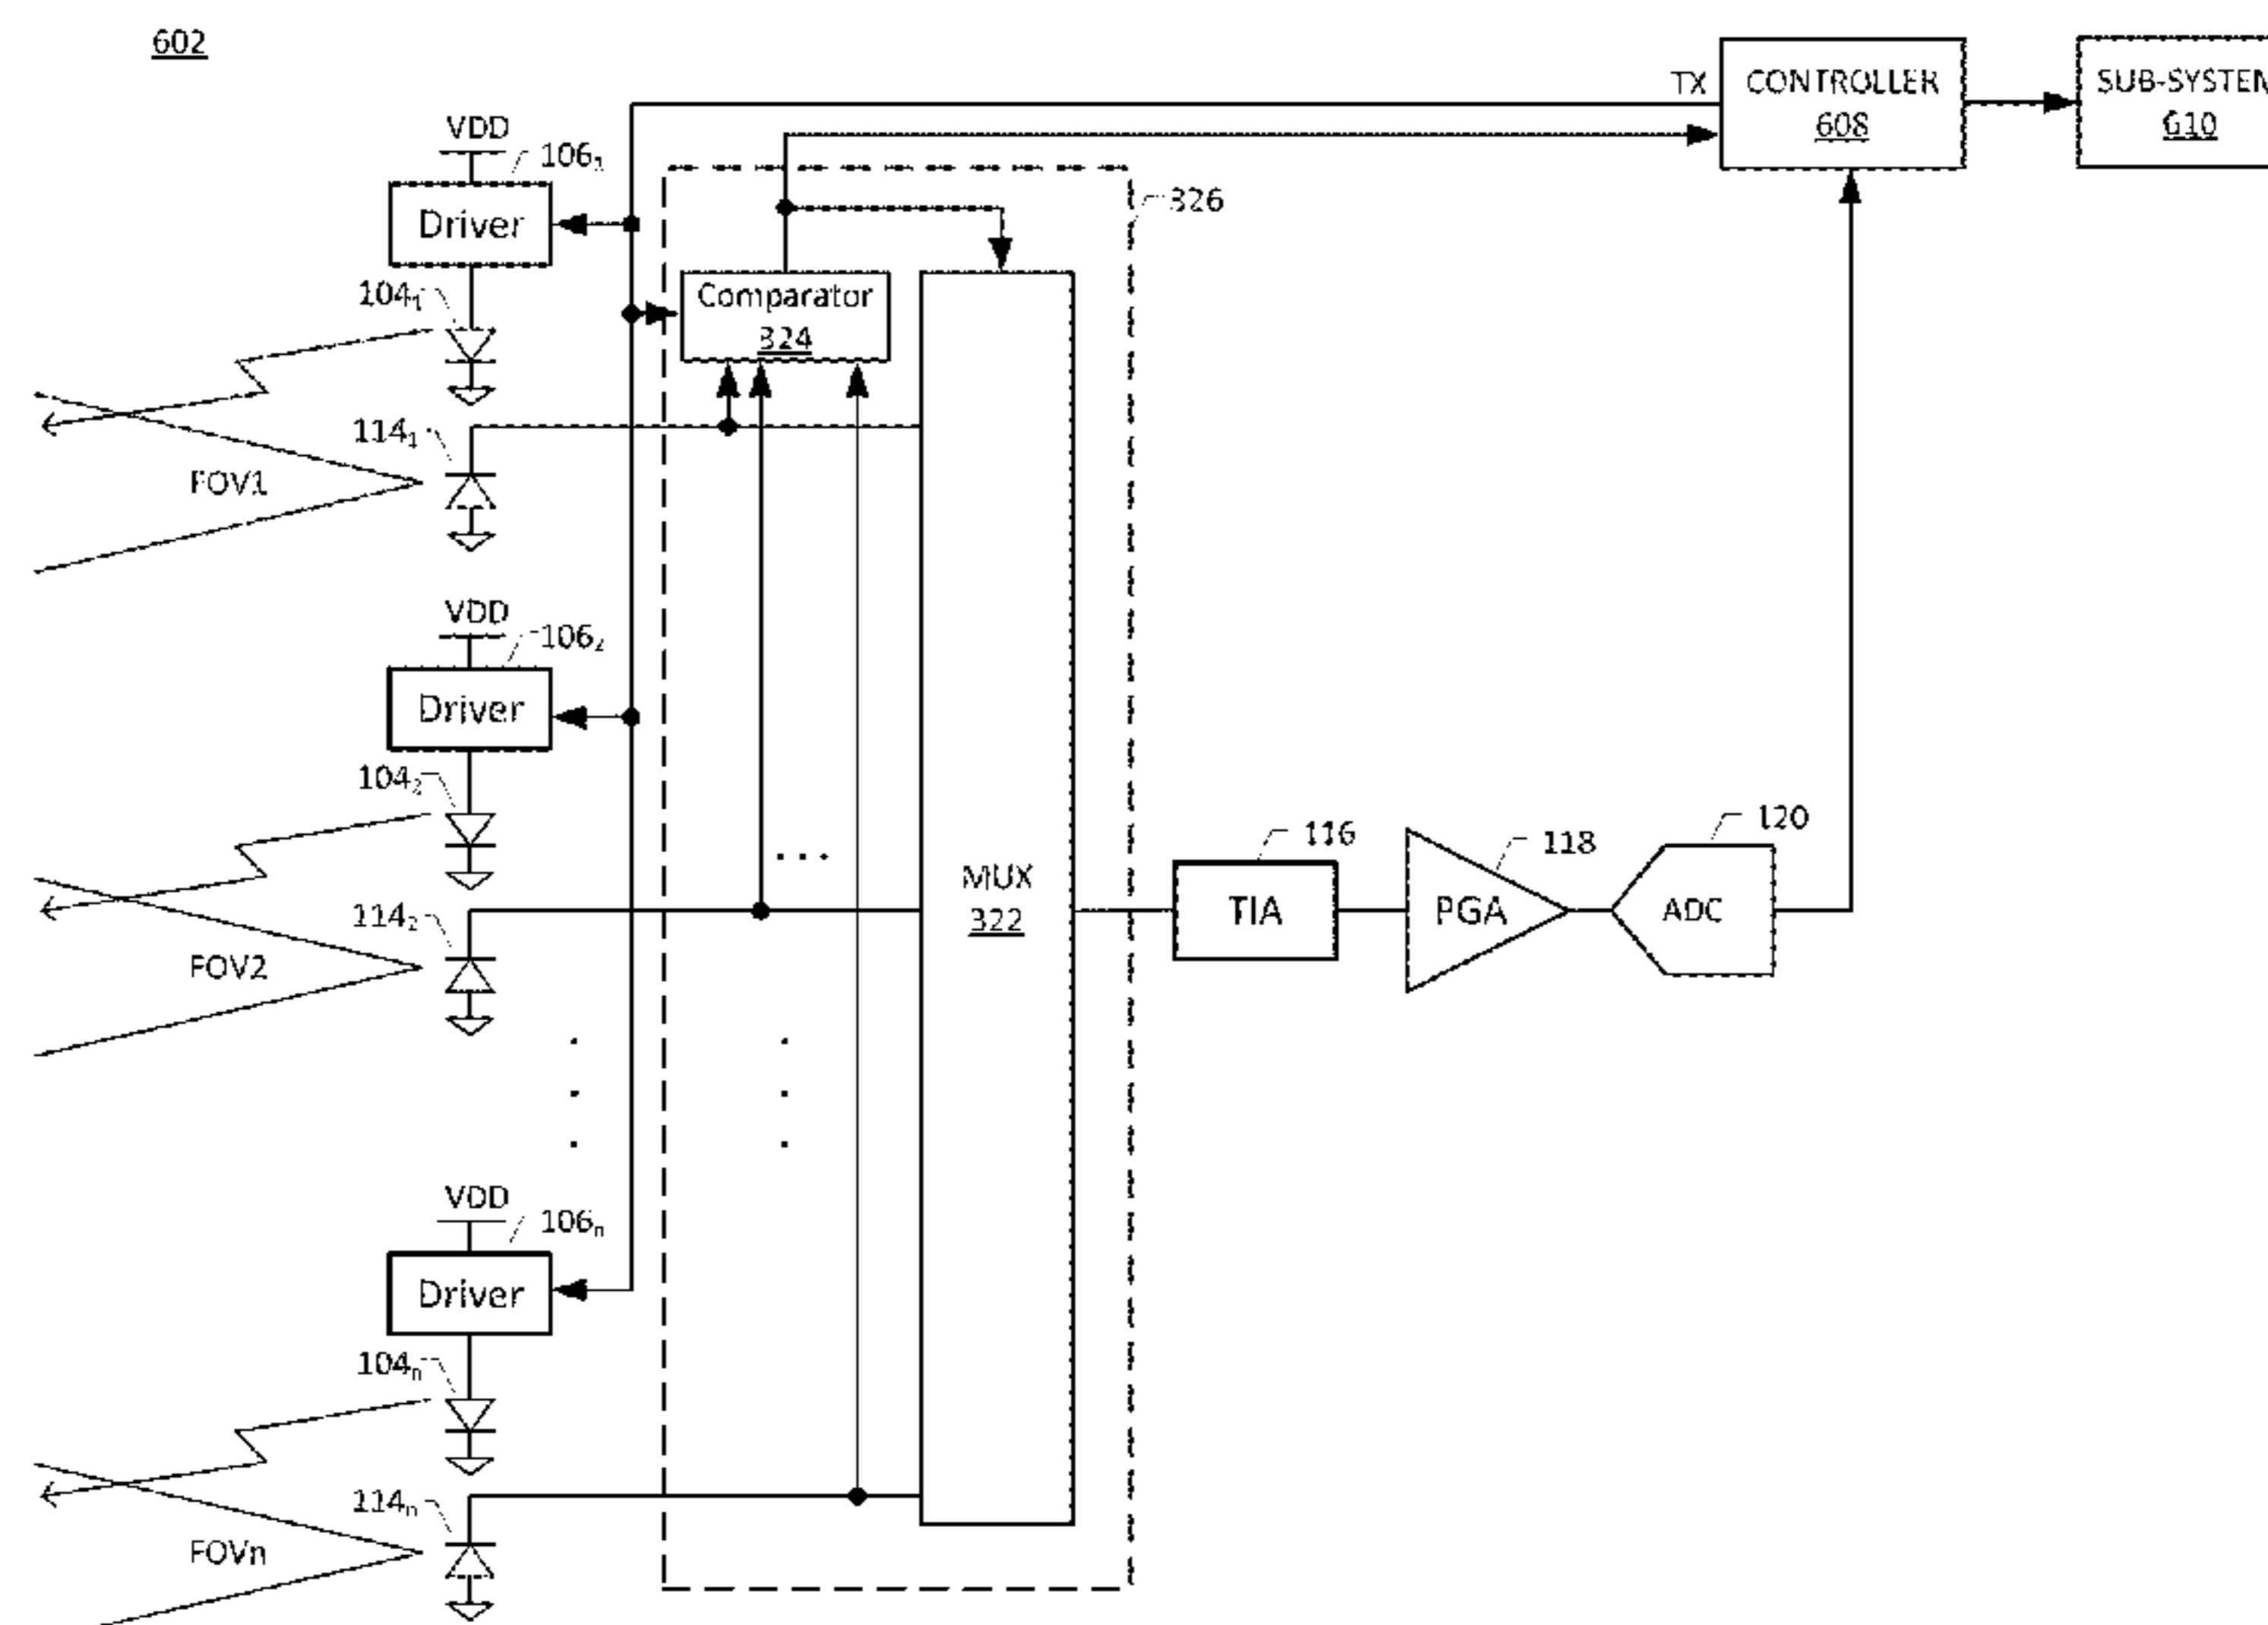 602
TX
CONTROLLER
608
SUB-SYSTEM
610
VDD
106₁
Driver
104₁
114₁
FOV1
326
Comparator
324
VDD
106₂
Driver
104₂
114₂
FOV2
...
MUX
322
116
TIA
118
PGA
120
ADC
VDD
106ₙ
Driver
104ₙ
114ₙ
FOVn